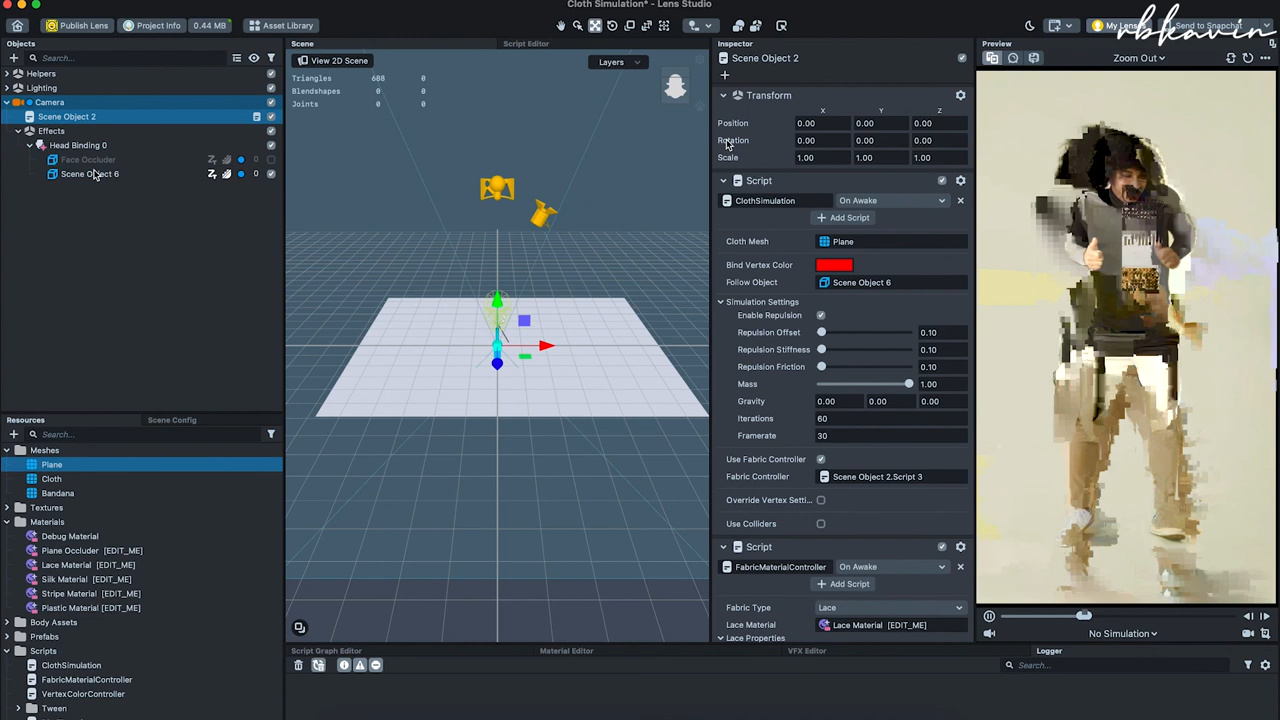 Cloth Simulation* - Lens Studio
Publish Lens
Project Info
0.44 MB
Asset Library
My Lenses
Send to Snapchat
rbkavin
Objects
Search...
Helpers
Lighting
Camera
Scene Object 2
Effects
Head Binding 0
Face Occluder 0
Scene Object 6 0
Resources
Scene Config
Search...
Meshes
Plane
Cloth
Bandana
Textures
Materials
Debug Material
Plane Occluder [EDIT_ME]
Lace Material [EDIT_ME]
Silk Material [EDIT_ME]
Stripe Material [EDIT_ME]
Plastic Material [EDIT_ME]
Body Assets
Prefabs
Scripts
ClothSimulation
FabricMaterialController
VertexColorController
Tween
Scene
Script Editor
View 2D Scene
Layers
Triangles 688 0
Blendshapes 0 0
Joints 0 0
Inspector
Scene Object 2
Transform
X Y Z
Position 0.00 0.00 0.00
Rotation 0.00 0.00 0.00
Scale 1.00 1.00 1.00
Script
ClothSimulation On Awake
Add Script
Cloth Mesh Plane
Bind Vertex Color
Follow Object Scene Object 6
Simulation Settings
Enable Repulsion
Repulsion Offset 0.10
Repulsion Stiffness 0.10
Repulsion Friction 0.10
Mass 1.00
Gravity 0.00 0.00 0.00
Iterations 60
Framerate 30
Use Fabric Controller
Fabric Controller Scene Object 2.Script 3
Override Vertex Setti...
Use Colliders
Script
FabricMaterialController On Awake
Add Script
Fabric Type Lace
Lace Material Lace Material [EDIT_ME]
Lace Properties
Preview
Zoom Out
No Simulation
Script Graph Editor
Material Editor
VFX Editor
Logger
Search...